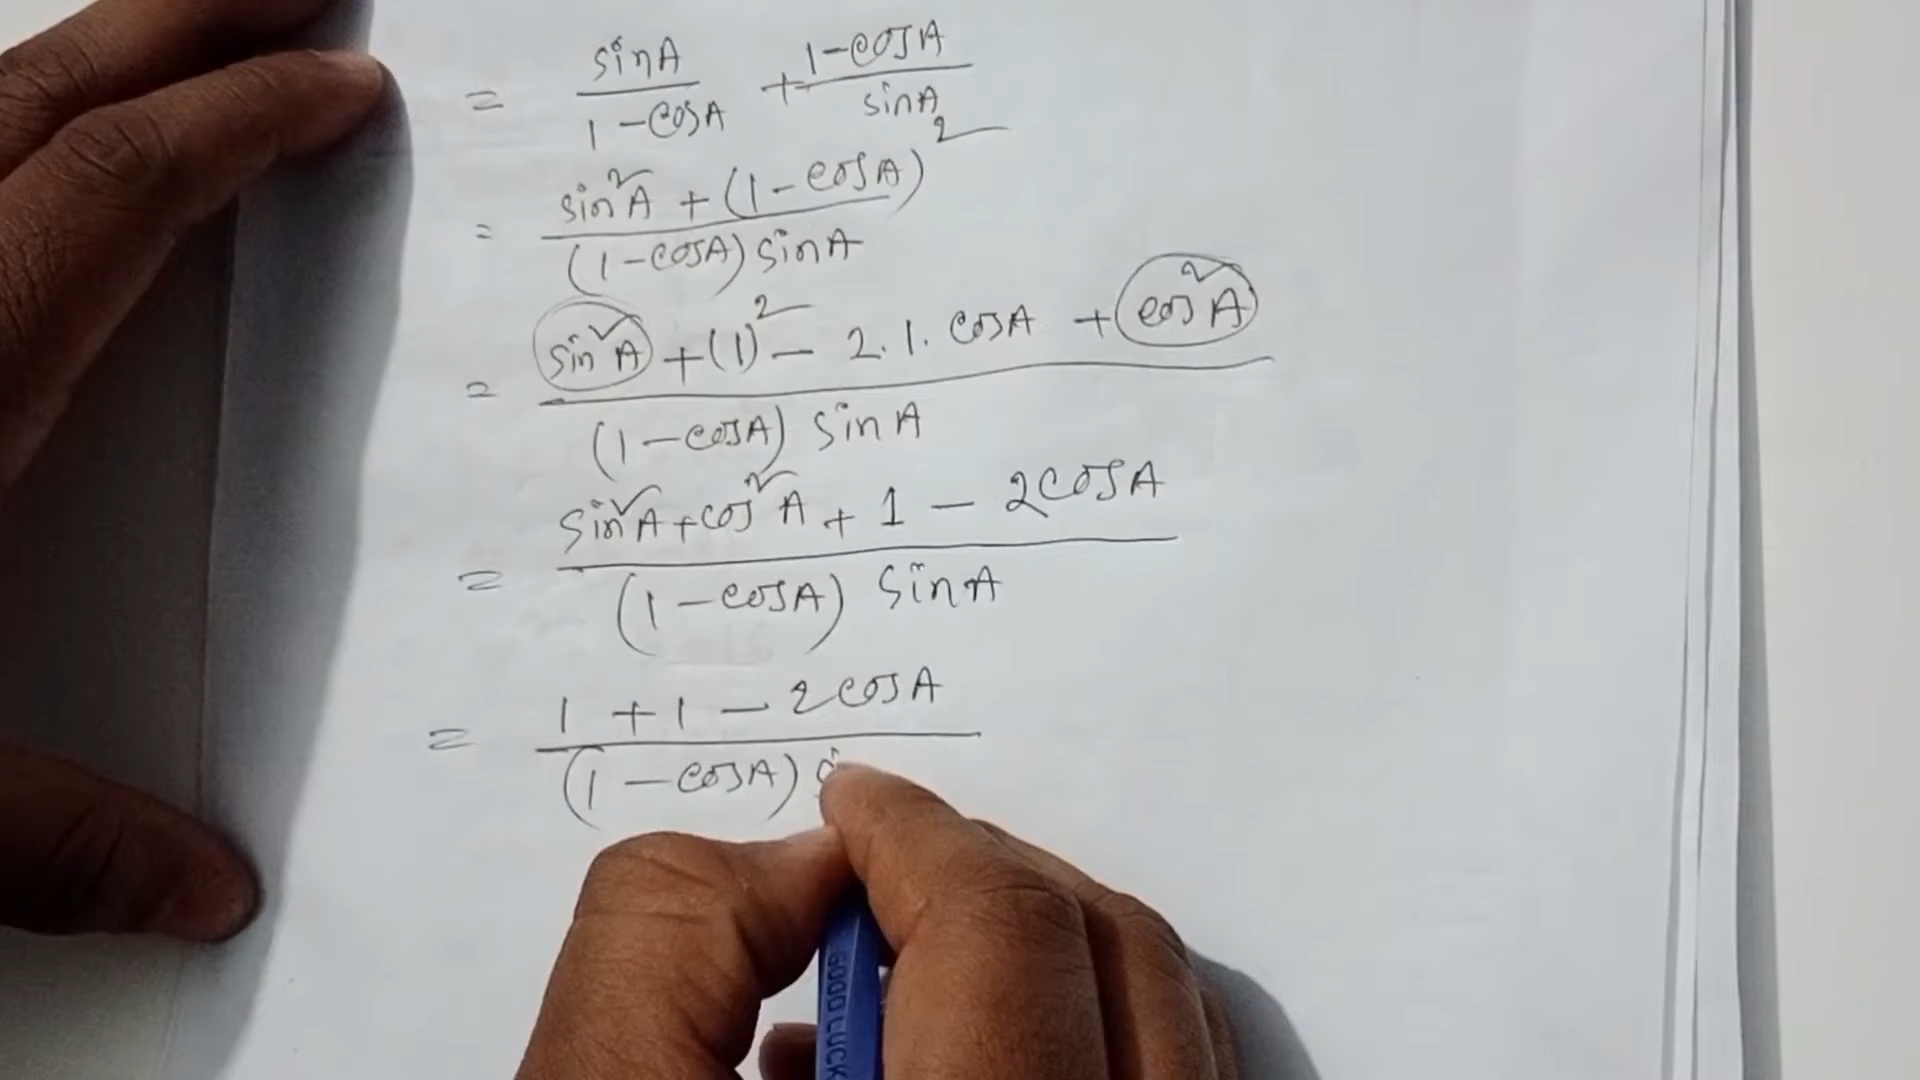 = sinA/(1-cosA) + (1-cosA)/sinA
= (sin²A + (1-cosA)²)/((1-cosA) sinA)
= (sin²A + (1)² - 2.1. cosA + cos²A)/((1-cosA) sinA)
= (sin²A + cos²A + 1 - 2cosA)/((1-cosA) sinA)
= (1 + 1 - 2cosA)/((1-cosA)
GOOD LUCK